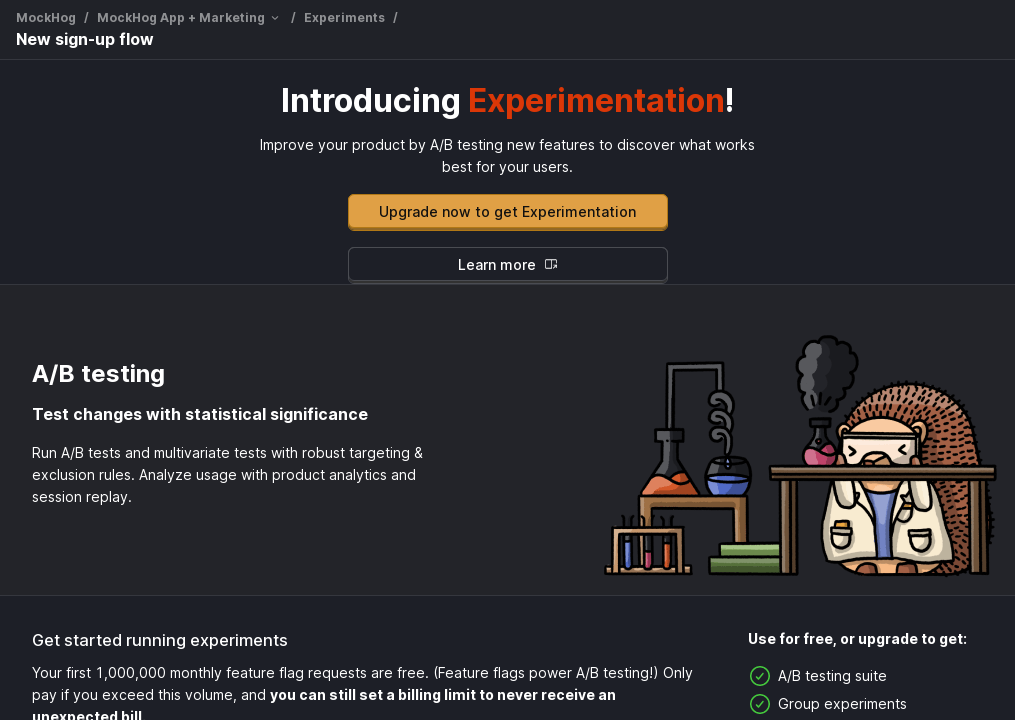 MockHog / MockHog App + Marketing / Experiments /
New sign-up flow
Introducing Experimentation!
Improve your product by A/B testing new features to discover what works
best for your users.
Upgrade now to get Experimentation
Learn more
A/B testing
Test changes with statistical significance
Run A/B tests and multivariate tests with robust targeting &
exclusion rules. Analyze usage with product analytics and
session replay.
Get started running experiments
Your first 1,000,000 monthly feature flag requests are free. (Feature flags power A/B testing!) Only
pay if you exceed this volume, and you can still set a billing limit to never receive an
unexpected bill.
Use for free, or upgrade to get:
A/B testing suite
Group experiments